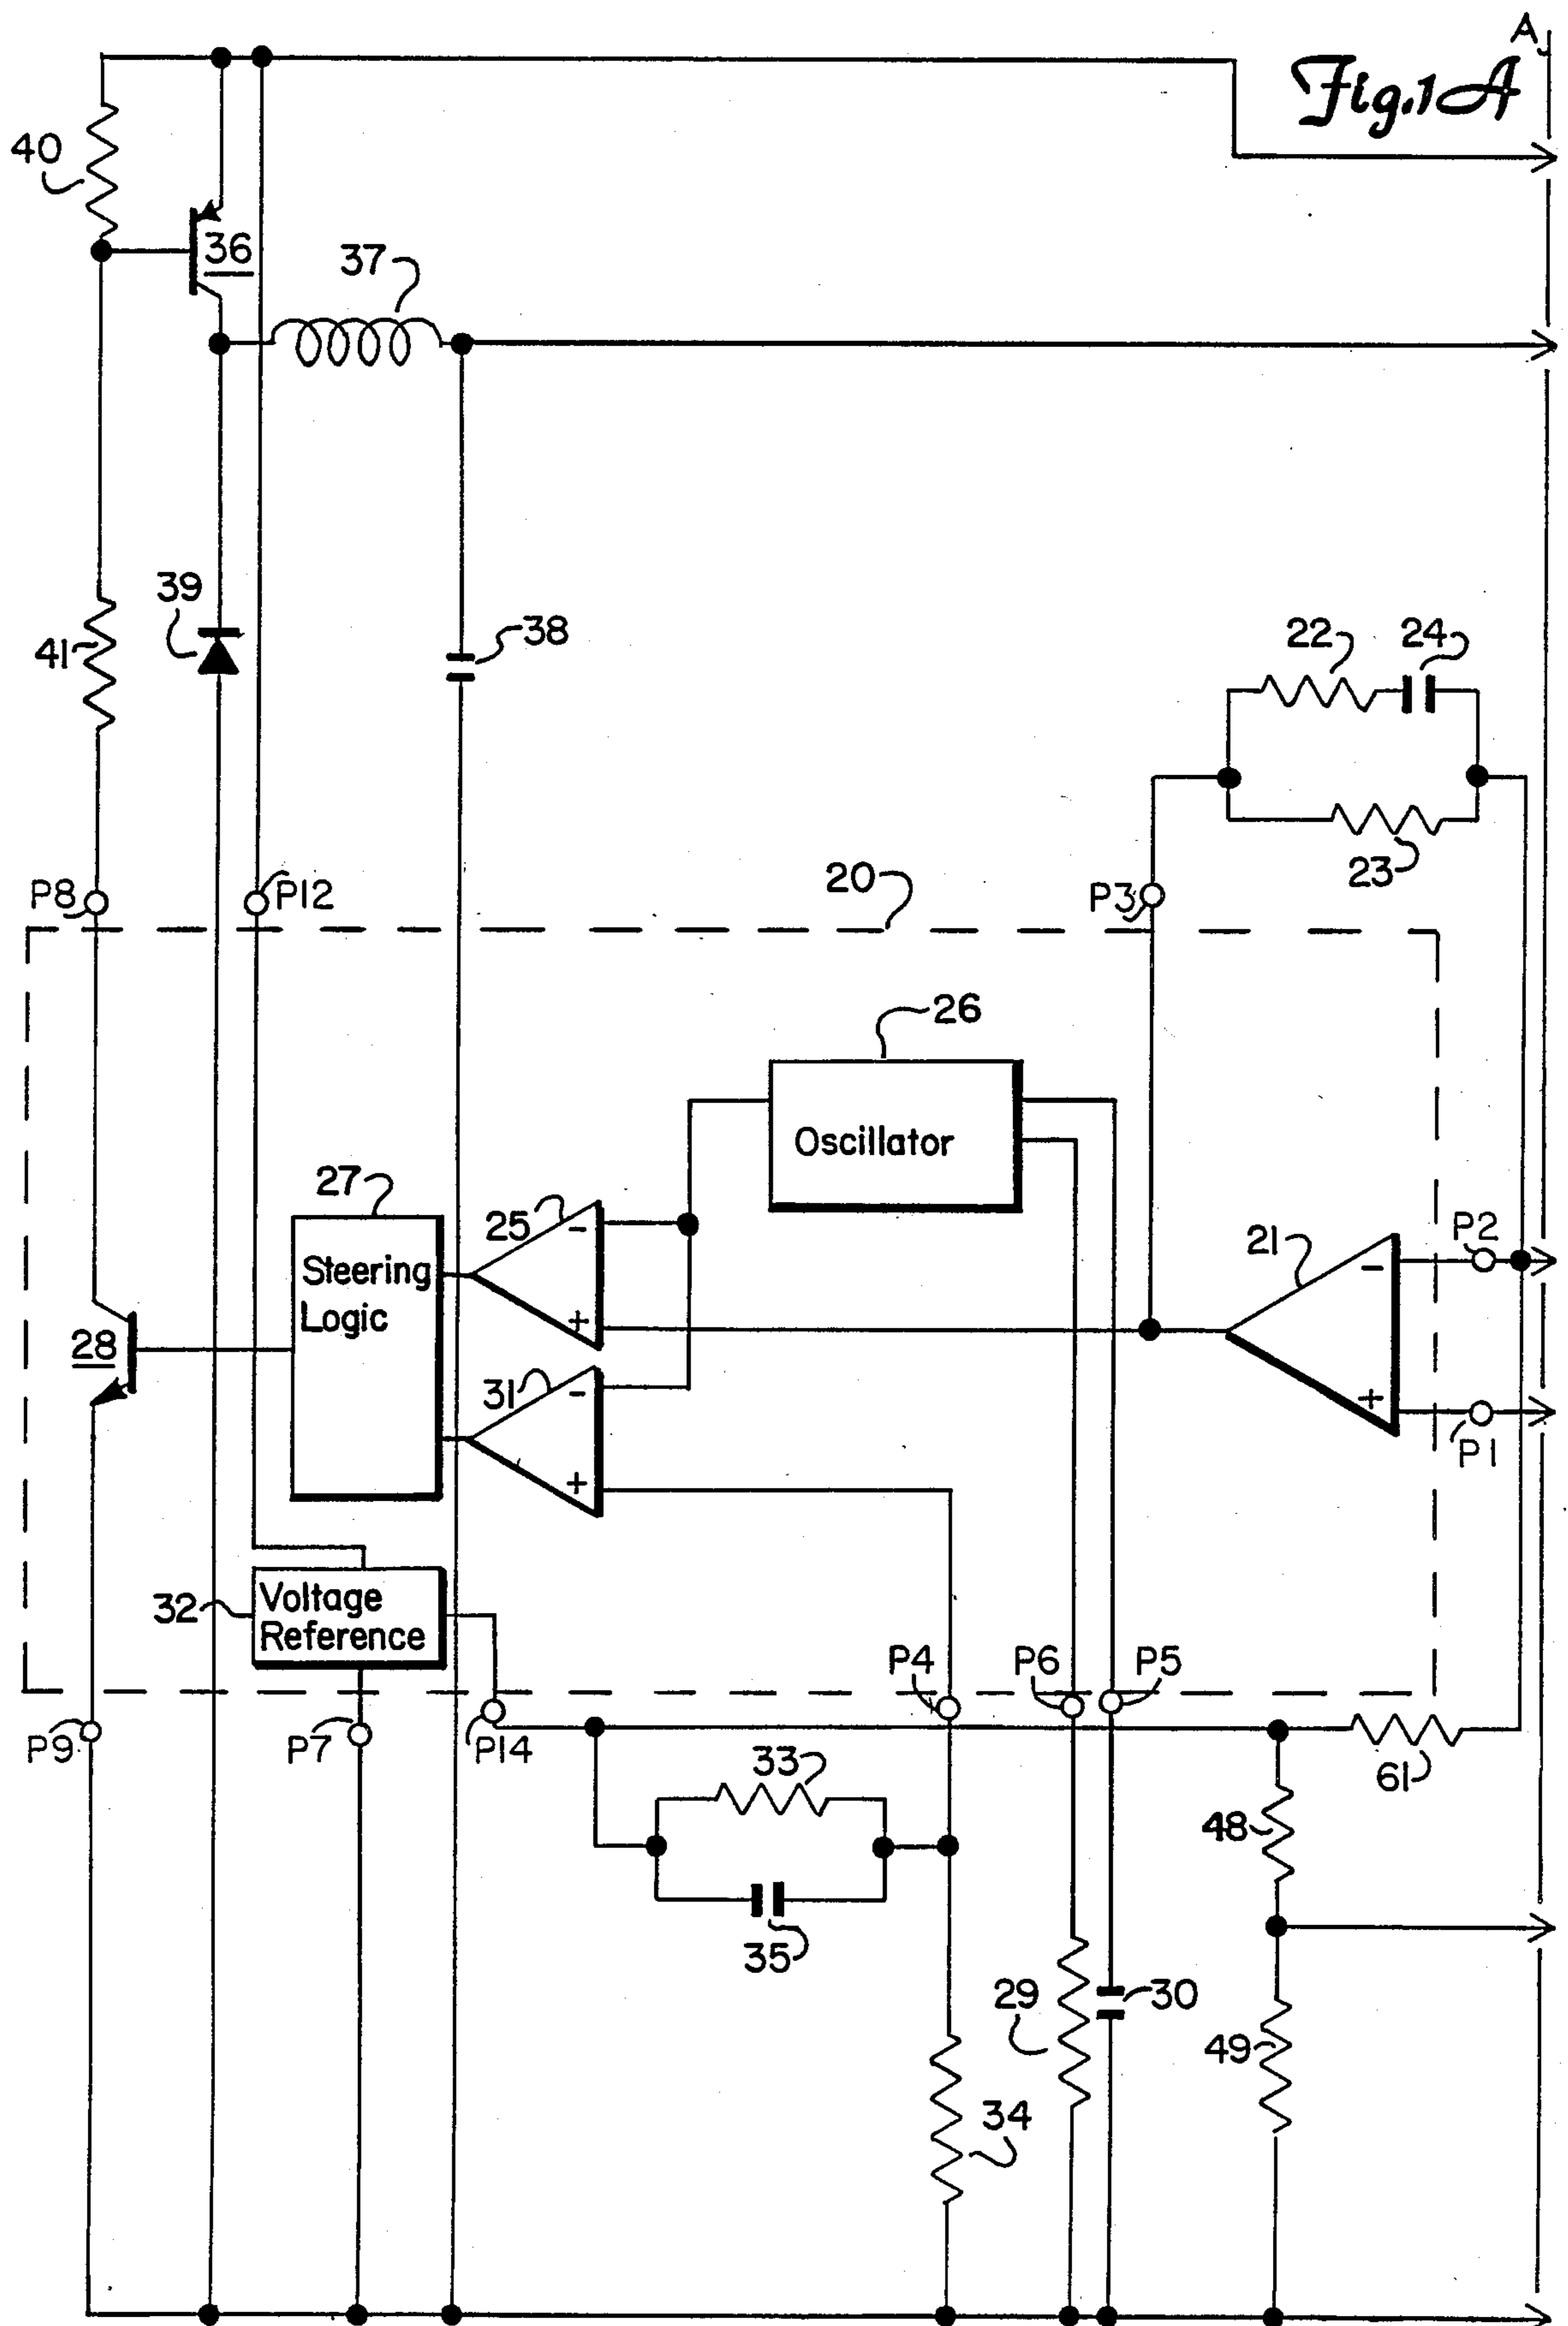 A
Fig. 1A
40
36
37
39
38
41
22
24
23
P8
P12
20
P3
26
Oscillator
27
25
-
+
Steering
Logic
21
-
+
P2
28
31
-
+
P1
32
Voltage
Reference
P4
P6
P5
P9
P7
P14
33
61
48
35
29
30
49
34